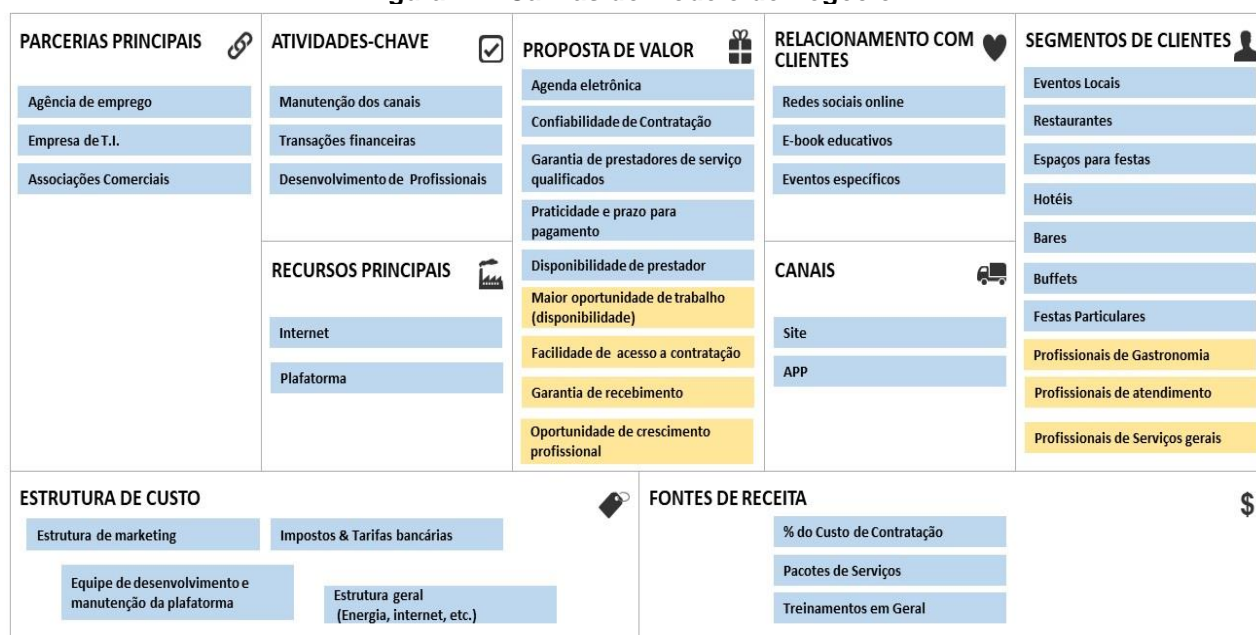 PARCERIAS PRINCIPAIS
Agência de emprego
Empresa de T.I.
Associações Comerciais
ATIVIDADES-CHAVE
Manutenção dos canais
Transações financeiras
Desenvolvimento de Profissionais
RECURSOS PRINCIPAIS
Internet
Plafatorma
PROPOSTA DE VALOR
Agenda eletrônica
Confiabilidade de Contratação
Garantia de prestadores de serviço
qualificados
Praticidade e prazo para
pagamento
Disponibilidade de prestador
Maior oportunidade de trabalho
(disponibilidade)
Facilidade de acesso a contratação
Garantia de recebimento
Oportunidade de crescimento
profissional
RELACIONAMENTO COM
CLIENTES
Redes sociais online
E-book educativos
Eventos específicos
CANAIS
Site
APP
SEGMENTOS DE CLIENTES
Eventos Locais
Restaurantes
Espaços para festas
Hotéis
Bares
Buffets
Festas Particulares
Profissionais de Gastronomia
Profissionais de atendimento
Profissionais de Serviços gerais
ESTRUTURA DE CUSTO
Estrutura de marketing
Impostos & Tarifas bancárias
Equipe de desenvolvimento e
manutenção da plafatorma
Estrutura geral
(Energia, internet, etc.)
FONTES DE RECEITA
$
% do Custo de Contratação
Pacotes de Serviços
Treinamentos em Geral